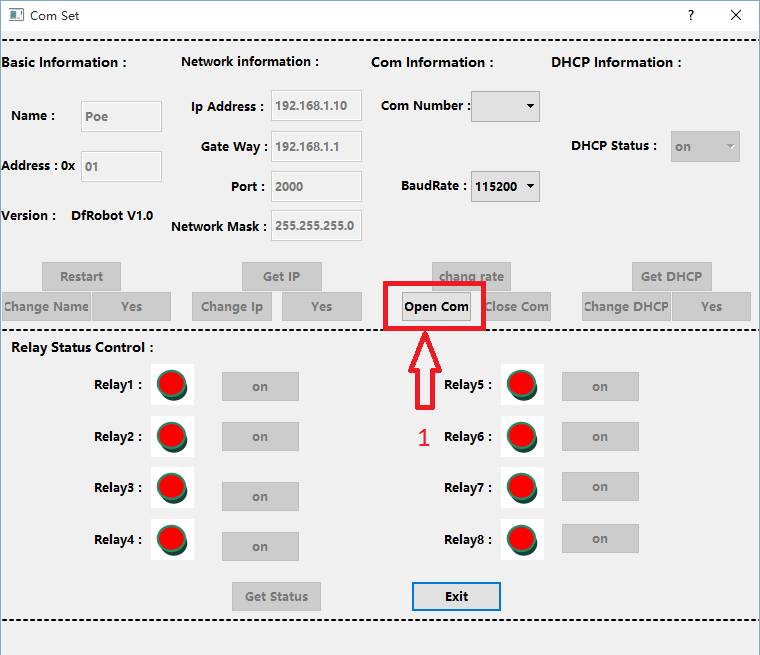 Com Set
?
Basic Information :
Network information :
Com Information :
DHCP Information :
Name :
Poe
Ip Address :
192.168.1.10
Com Number :
Gate Way :
192.168.1.1
DHCP Status :
on
Address : 0x
01
Port :
2000
BaudRate :
115200
Version :
DfRobot V1.0
Network Mask :
255.255.255.0
Restart
Get IP
chang rate
Get DHCP
Change Name
Yes
Change Ip
Yes
Open Com
Close Com
Change DHCP
Yes
Relay Status Control :
Relay1 :
on
Relay5 :
on
Relay2 :
on
1
Relay6 :
on
Relay3 :
on
Relay7 :
on
Relay4 :
on
Relay8 :
on
Get Status
Exit